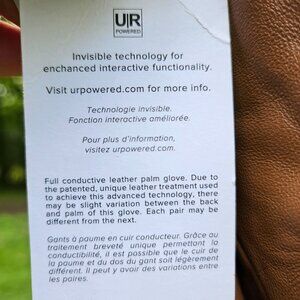 U|R
POWERED
Invisible technology for
enchanced interactive functionality.
Visit urpowered.com for more info.
Technologie invisible.
Fonction interactive améliorée.
Pour plus d'information,
visitez urpowered.com.
Full conductive leather palm glove. Due to
the patented, unique leather treatment used
to achieve this advanced technology, there
may be slight variation between the back
and palm of this glove. Each pair may be
different from the next.
Gants à paume en cuir conducteur. Grâce au
traitement breveté unique permettant la
conductibilité, il est possible que le cuir de
la paume et du dos du gant soit légèrement
différent. Il peut y avoir des variations entre
les paires.